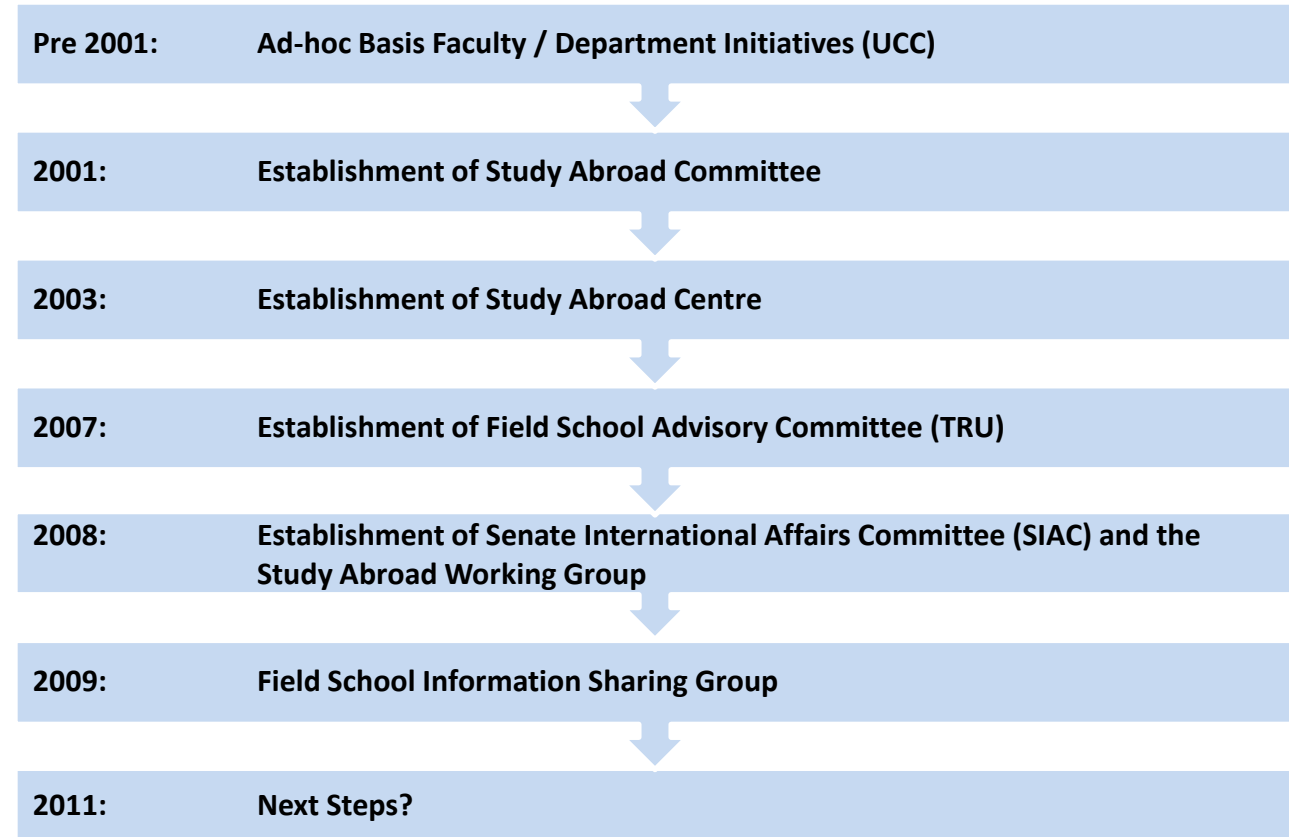 Pre 2001: Ad-hoc Basis Faculty / Department Initiatives (UCC)
2001: Establishment of Study Abroad Committee
2003: Establishment of Study Abroad Centre
2007: Establishment of Field School Advisory Committee (TRU)
2008: Establishment of Senate International Affairs Committee (SIAC) and the
Study Abroad Working Group
2009: Field School Information Sharing Group
2011: Next Steps?